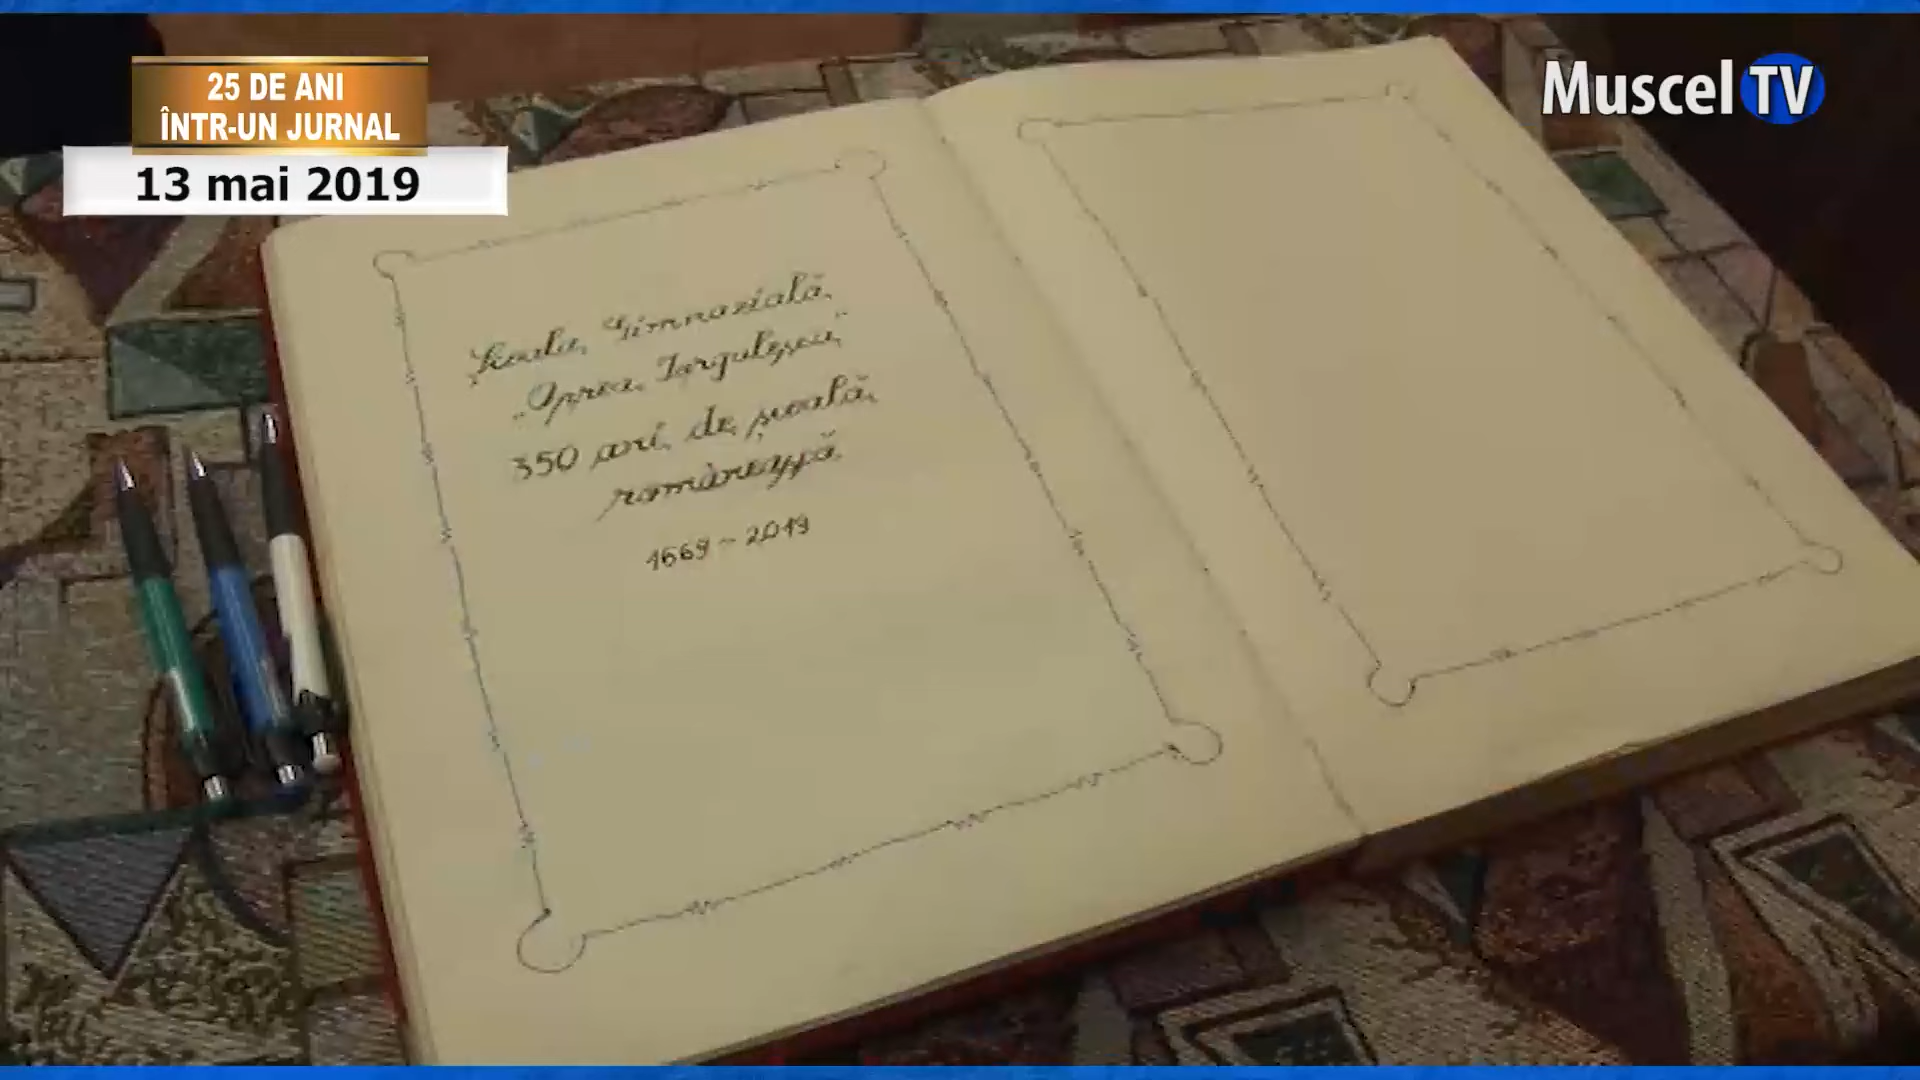 25 DE ANI
ÎNTR-UN JURNAL
13 mai 2019
Muscel TV
Școala Gimnazială
„Oprea Iorgulescu”
350 ani de școală
românească
1669 - 2019